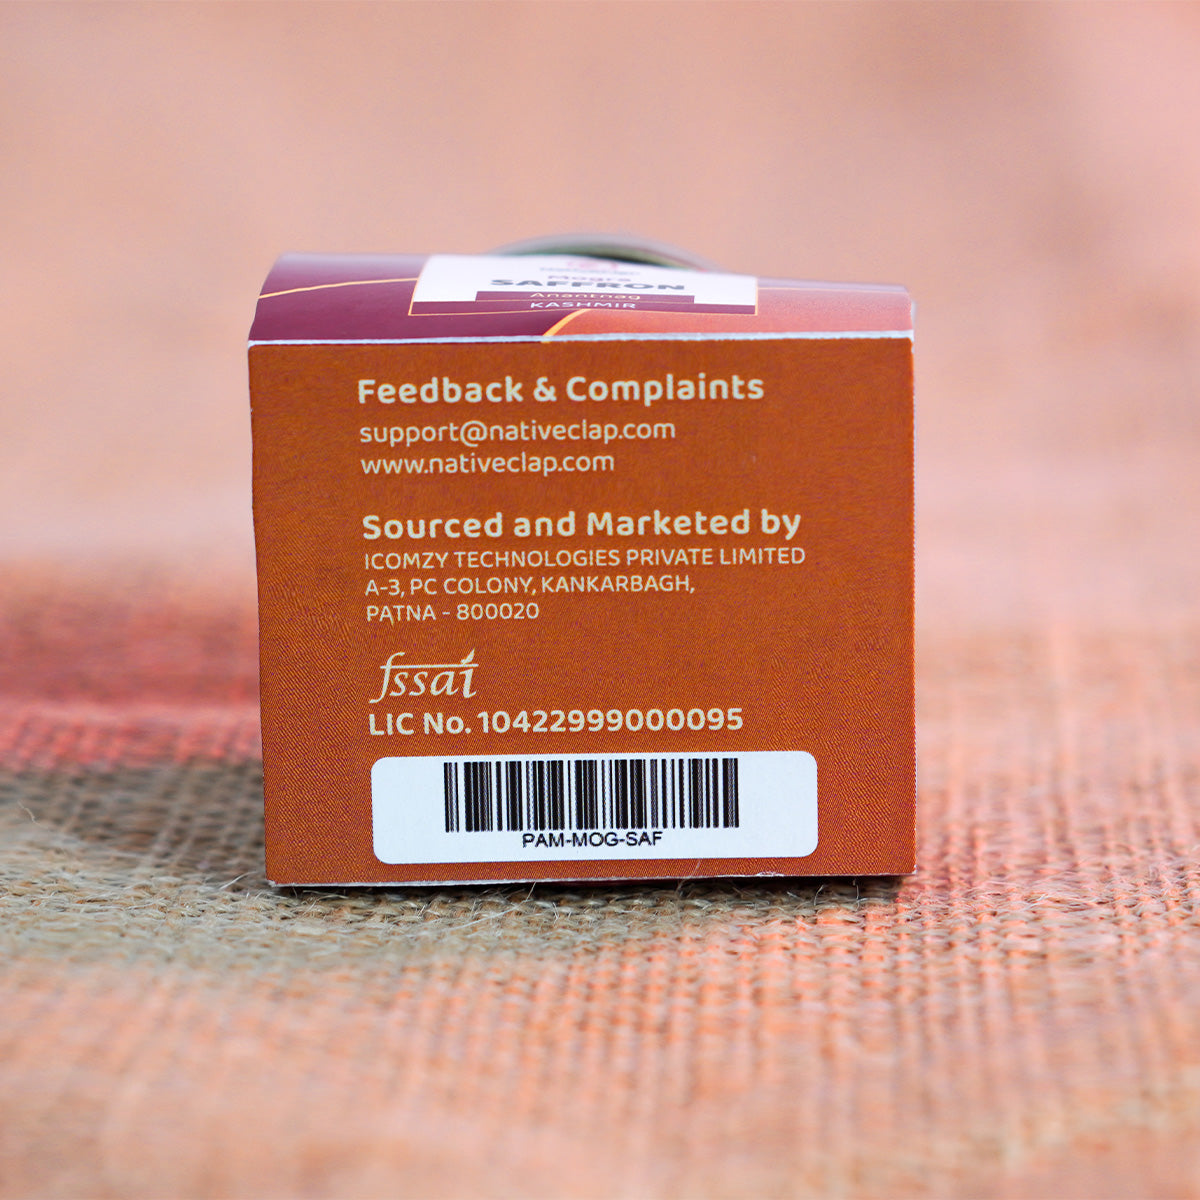 Mogra
SAFFRON
Anantnag
KASHMIR
Feedback & Complaints
support@nativeclap.com
www.nativeclap.com
Sourced and Marketed by
ICOMZY TECHNOLOGIES PRIVATE LIMITED
A-3, PC COLONY, KANKARBAGH,
PATNA - 800020
fssai
LIC No. 10422999000095
PAM-MOG-SAF